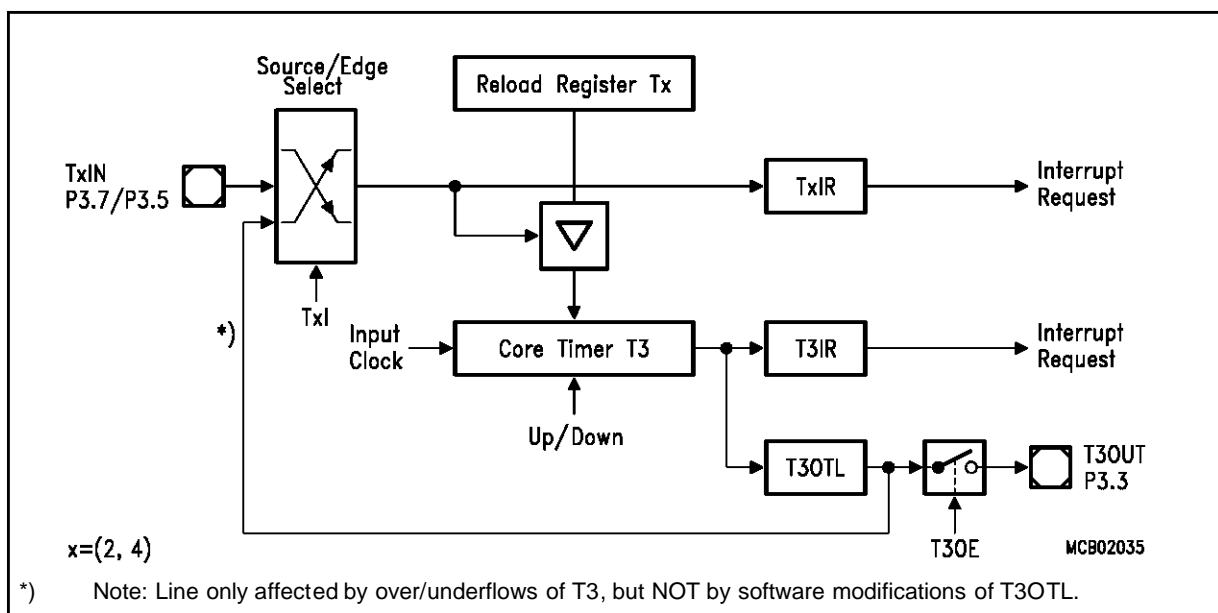 Source/Edge
Select
Reload Register Tx
TxIN
P3.7/P3.5
TxIR
Interrupt
Request
TxI
*)
Input
Clock
Core Timer T3
T3IR
Interrupt
Request
Up/Down
T3OTL
T3OUT
P3.3
x=(2, 4)
T3OE
MCB02035
*) Note: Line only affected by over/underflows of T3, but NOT by software modifications of T3OTL.